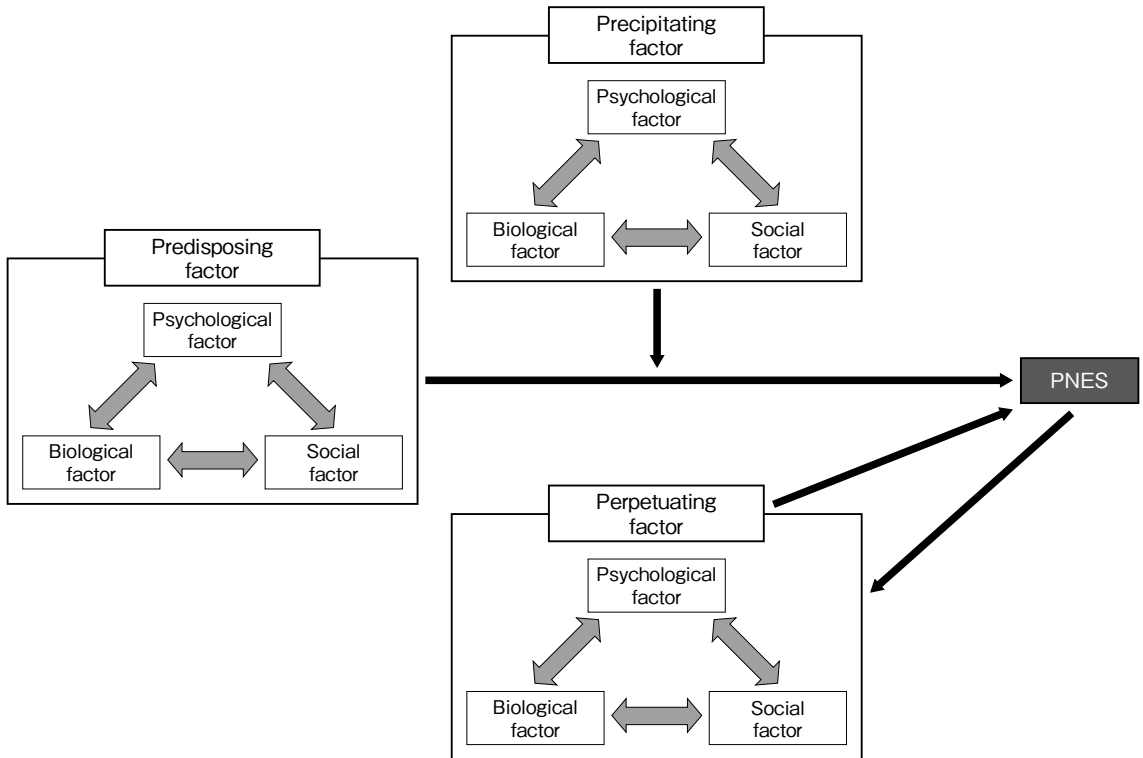 Precipitating
factor
Psychological
factor
Biological
factor
Social
factor
Predisposing
factor
Psychological
factor
Biological
factor
Social
factor
PNES
Perpetuating
factor
Psychological
factor
Biological
factor
Social
factor